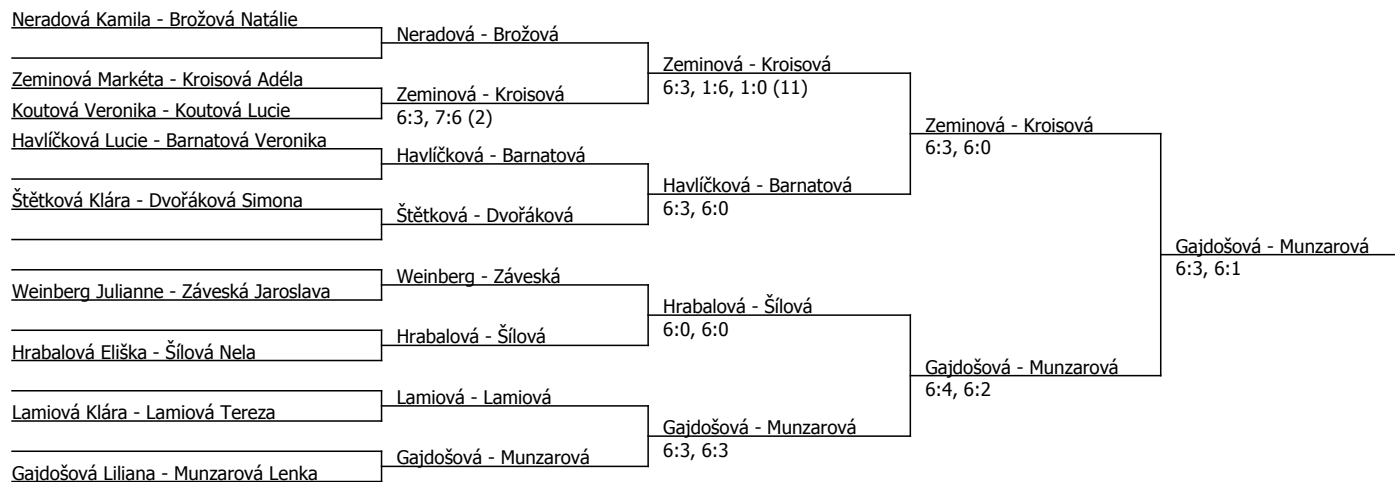 Neradová Kamila - Brožová Natálie
Zeminová Markéta - Kroisová Adéla
Koutová Veronika - Koutová Lucie
Havlíčková Lucie - Barnatová Veronika
Štětková Klára - Dvořáková Simona
Weinberg Julianne - Záveská Jaroslava
Hrabalová Eliška - Šílová Nela
Lamiová Klára - Lamiová Tereza
Gajdošová Liliana - Munzarová Lenka
Neradová - Brožová
Zeminová - Kroisová
6:3, 7:6 (2)
Havlíčková - Barnatová
Štětková - Dvořáková
Weinberg - Záveská
Hrabalová - Šílová
Lamiová - Lamiová
Gajdošová - Munzarová
Zeminová - Kroisová
6:3, 1:6, 1:0 (11)
Havlíčková - Barnatová
6:3, 6:0
Hrabalová - Šílová
6:0, 6:0
Gajdošová - Munzarová
6:3, 6:3
Zeminová - Kroisová
6:3, 6:0
Gajdošová - Munzarová
6:4, 6:2
Gajdošová - Munzarová
6:3, 6:1